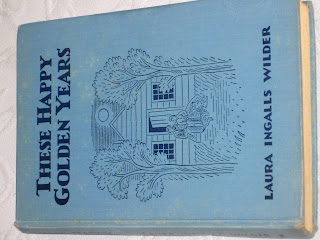 THESE HAPPY
GOLDEN YEARS
LAURA INGALLS WILDER